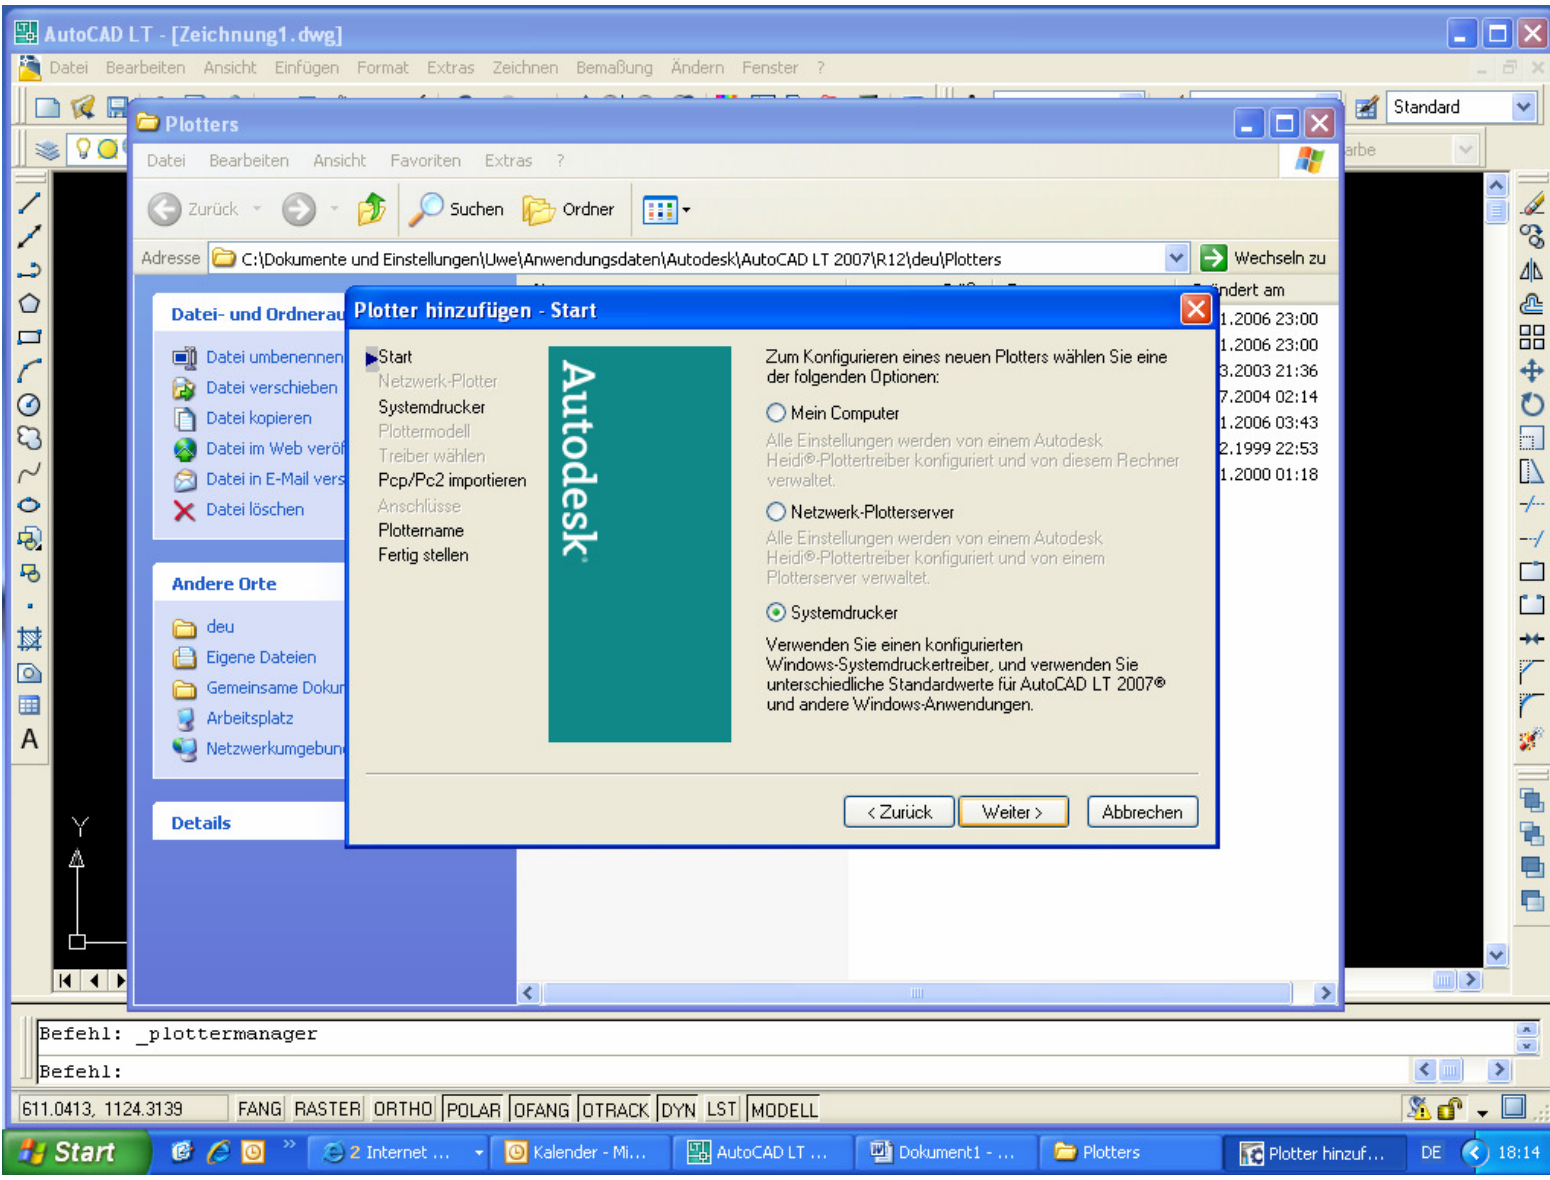 AutoCAD LT - [Zeichnung1.dwg]
Datei Bearbeiten Ansicht Einfügen Format Extras Zeichnen Bemaßung Ändern Fenster ?
Standard
Plotters
Datei Bearbeiten Ansicht Favoriten Extras ?
arbe
Zurück Suchen Ordner
Adresse C:\Dokumente und Einstellungen\Uwe\Anwendungsdaten\Autodesk\AutoCAD LT 2007\R12\deu\Plotters Wechseln zu
ndert am
1.2006 23:00
1.2006 23:00
3.2003 21:36
7.2004 02:14
1.2006 03:43
2.1999 22:53
1.2000 01:18
Datei- und Ordnerau
Datei umbenennen
Datei verschieben
Datei kopieren
Datei im Web veröf
Datei in E-Mail vers
Datei löschen
Andere Orte
deu
Eigene Dateien
Gemeinsame Dokur
Arbeitsplatz
Netzwerkumgebun
Details
Plotter hinzufügen - Start
Start
Netzwerk-Plotter
Systemdrucker
Plottermodell
Treiber wählen
Pcp/Pc2 importieren
Anschlüsse
Plottername
Fertig stellen
Autodesk
Zum Konfigurieren eines neuen Plotters wählen Sie eine
der folgenden Optionen:
Mein Computer
Alle Einstellungen werden von einem Autodesk
Heidi®-Plottertreiber konfiguriert und von diesem Rechner
verwaltet.
Netzwerk-Plotterserver
Alle Einstellungen werden von einem Autodesk
Heidi®-Plottertreiber konfiguriert und von einem
Plotterserver verwaltet.
Systemdrucker
Verwenden Sie einen konfigurierten
Windows-Systemdruckertreiber, und verwenden Sie
unterschiedliche Standardwerte für AutoCAD LT 2007®
und andere Windows-Anwendungen.
< Zurück Weiter > Abbrechen
A
Y
Befehl: _plottermanager
Befehl:
611.0413, 1124.3139 FANG RASTER ORTHO POLAR OFANG OTRACK DYN LST MODELL
Start » 2 Internet ... Kalender - Mi... AutoCAD LT ... Dokument1 - ... Plotters Plotter hinzuf... DE 18:14